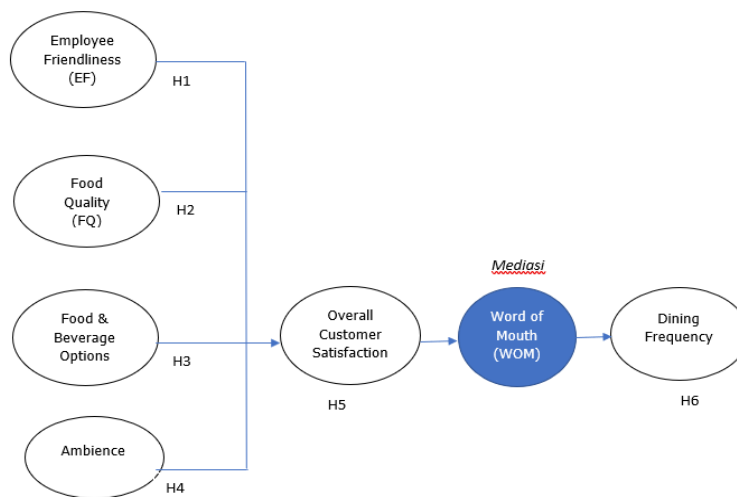 Employee
Friendliness
(EF)
H1
Food
Quality
(FQ)
H2
Food &
Beverage
Options
H3
Ambience
H4
Overall
Customer
Satisfaction
H5
Mediasi
Word of
Mouth
(WOM)
Dining
Frequency
H6